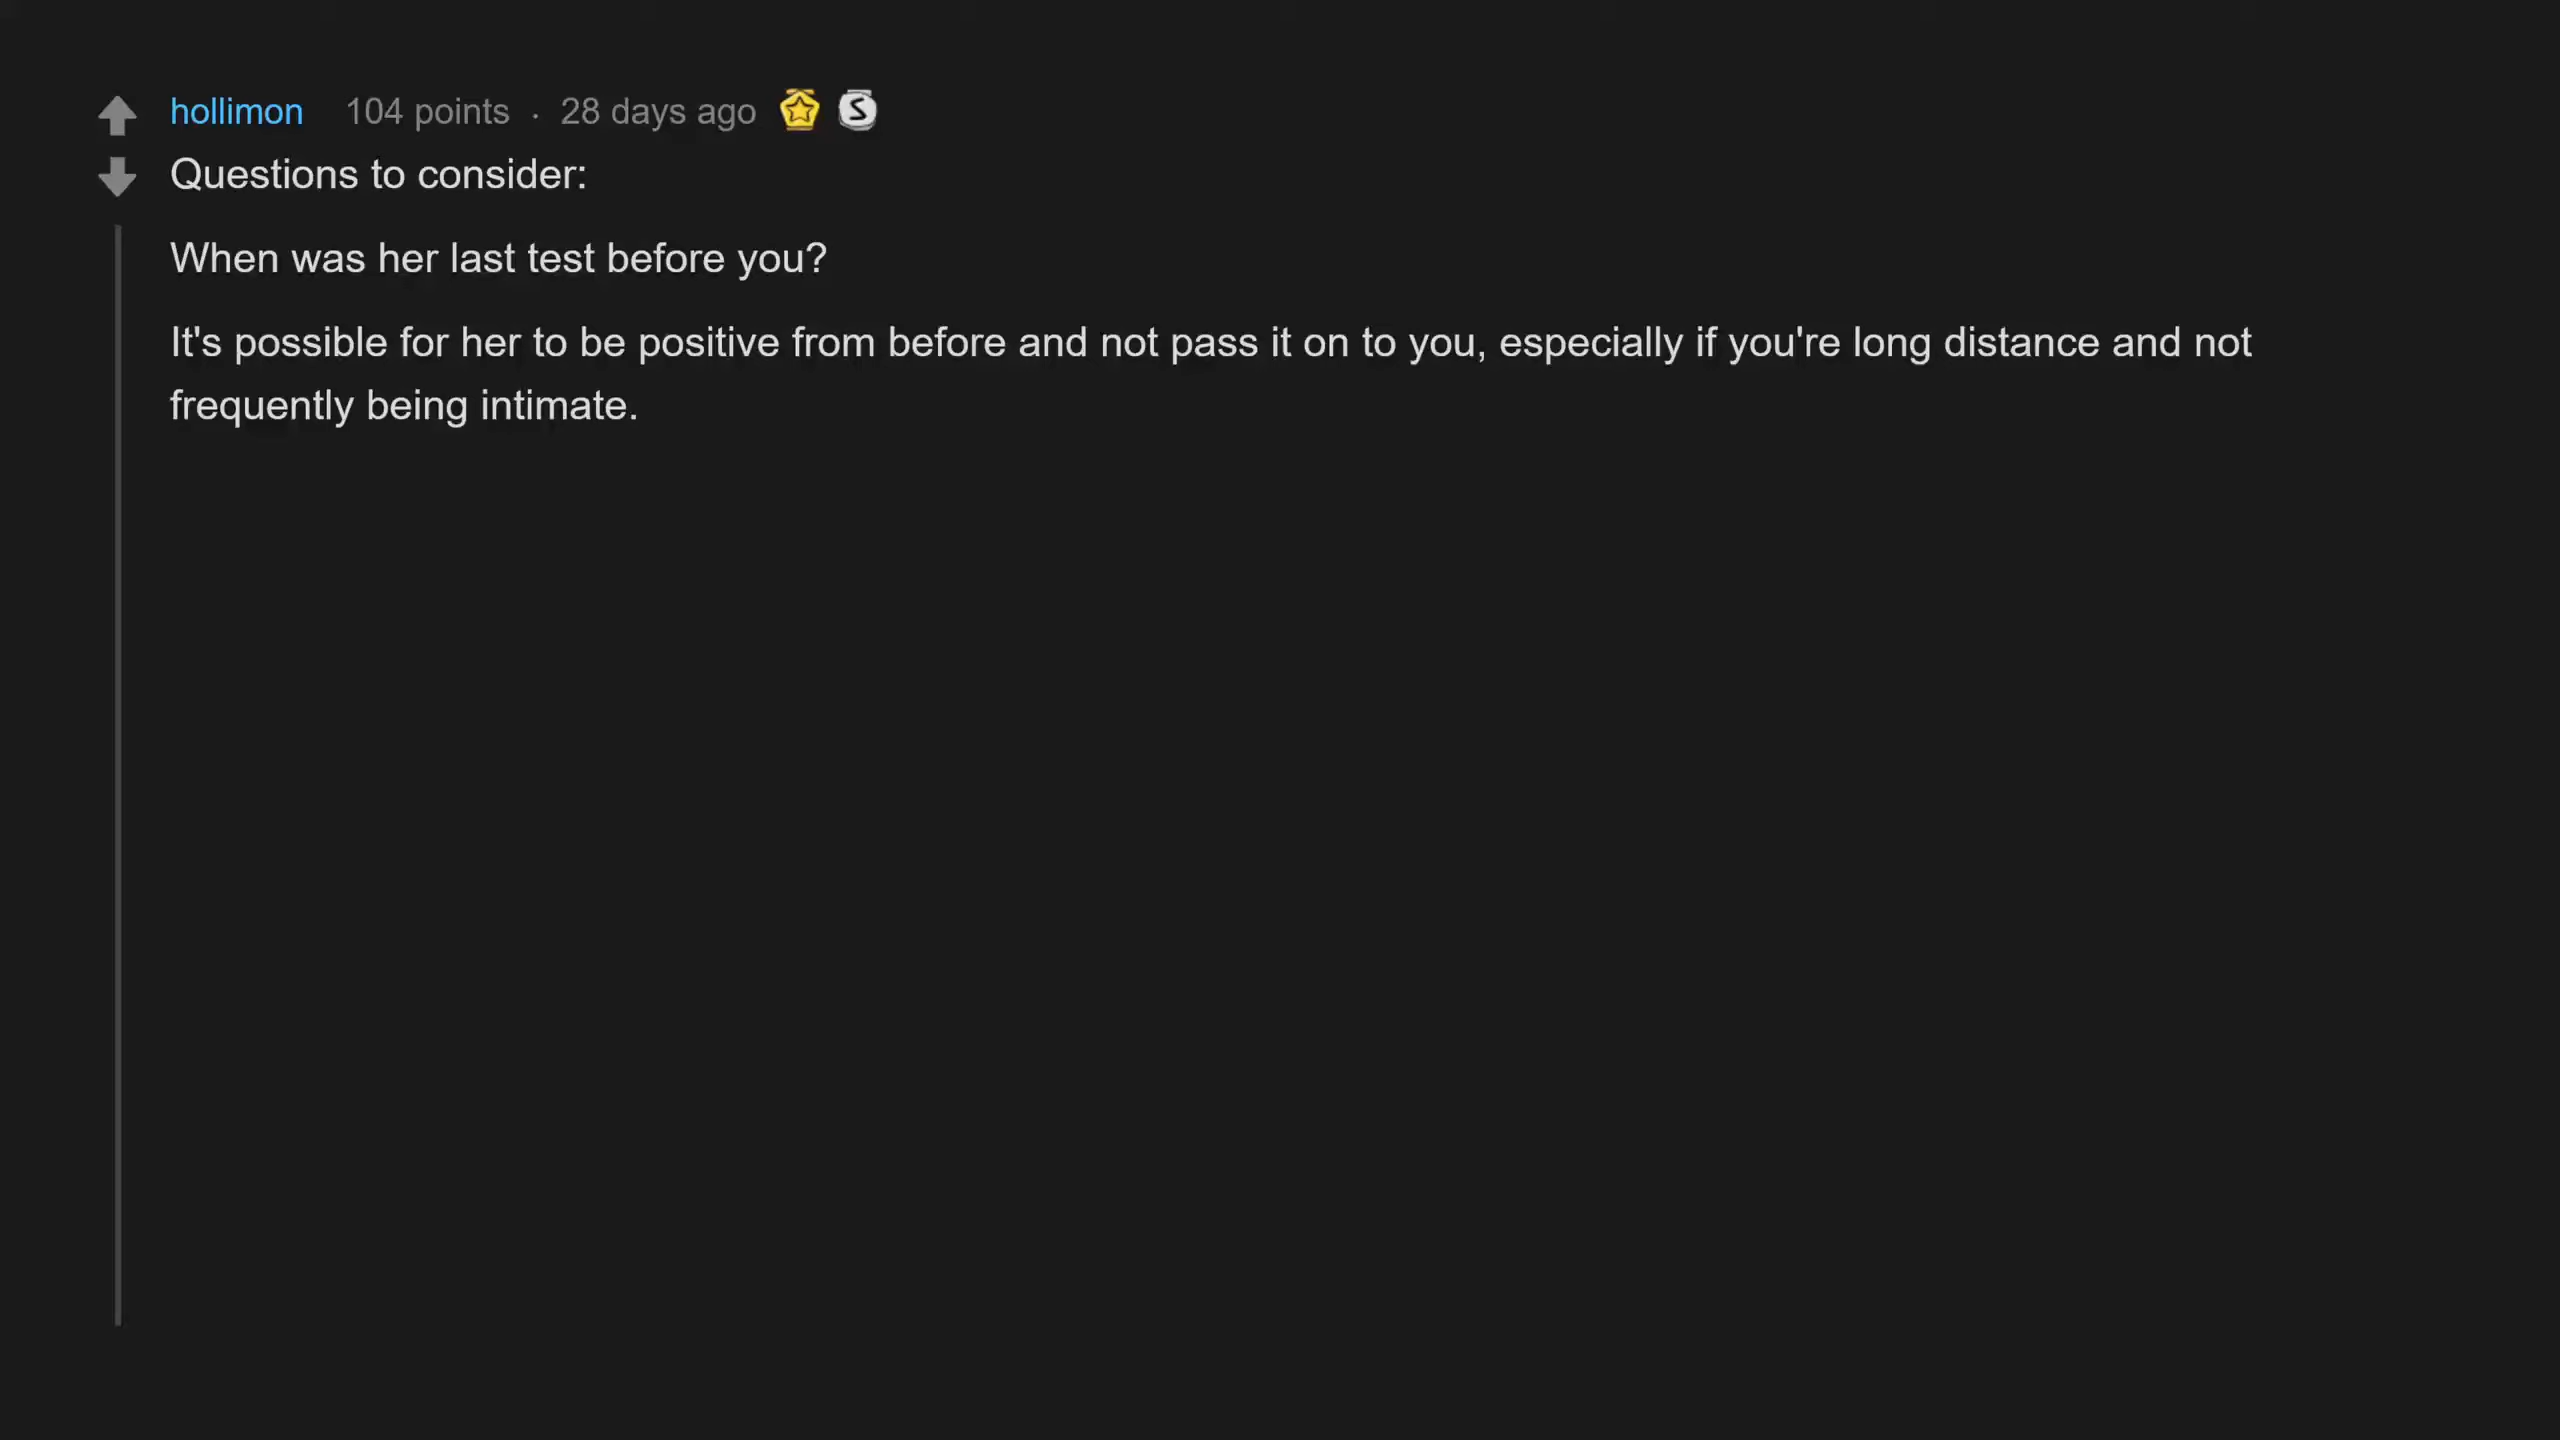 hollimon 104 points · 28 days ago S
Questions to consider:
When was her last test before you?
It's possible for her to be positive from before and not pass it on to you, especially if you're long distance and not
frequently being intimate.